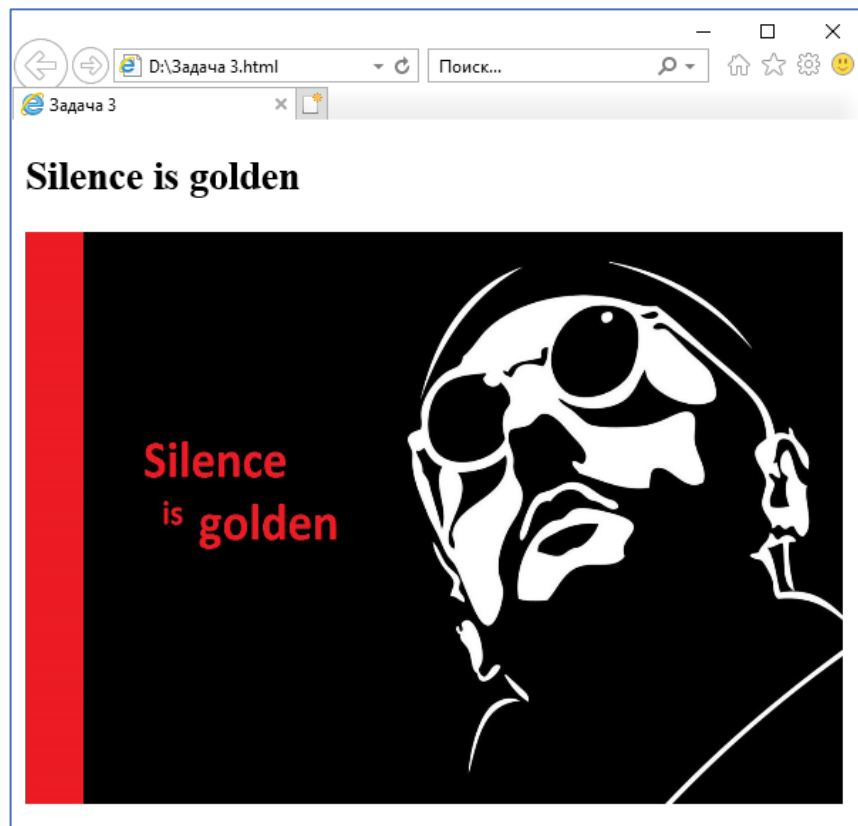 D:\Задача 3.html
Поиск...
Задача 3
Silence is golden
Silence
is golden